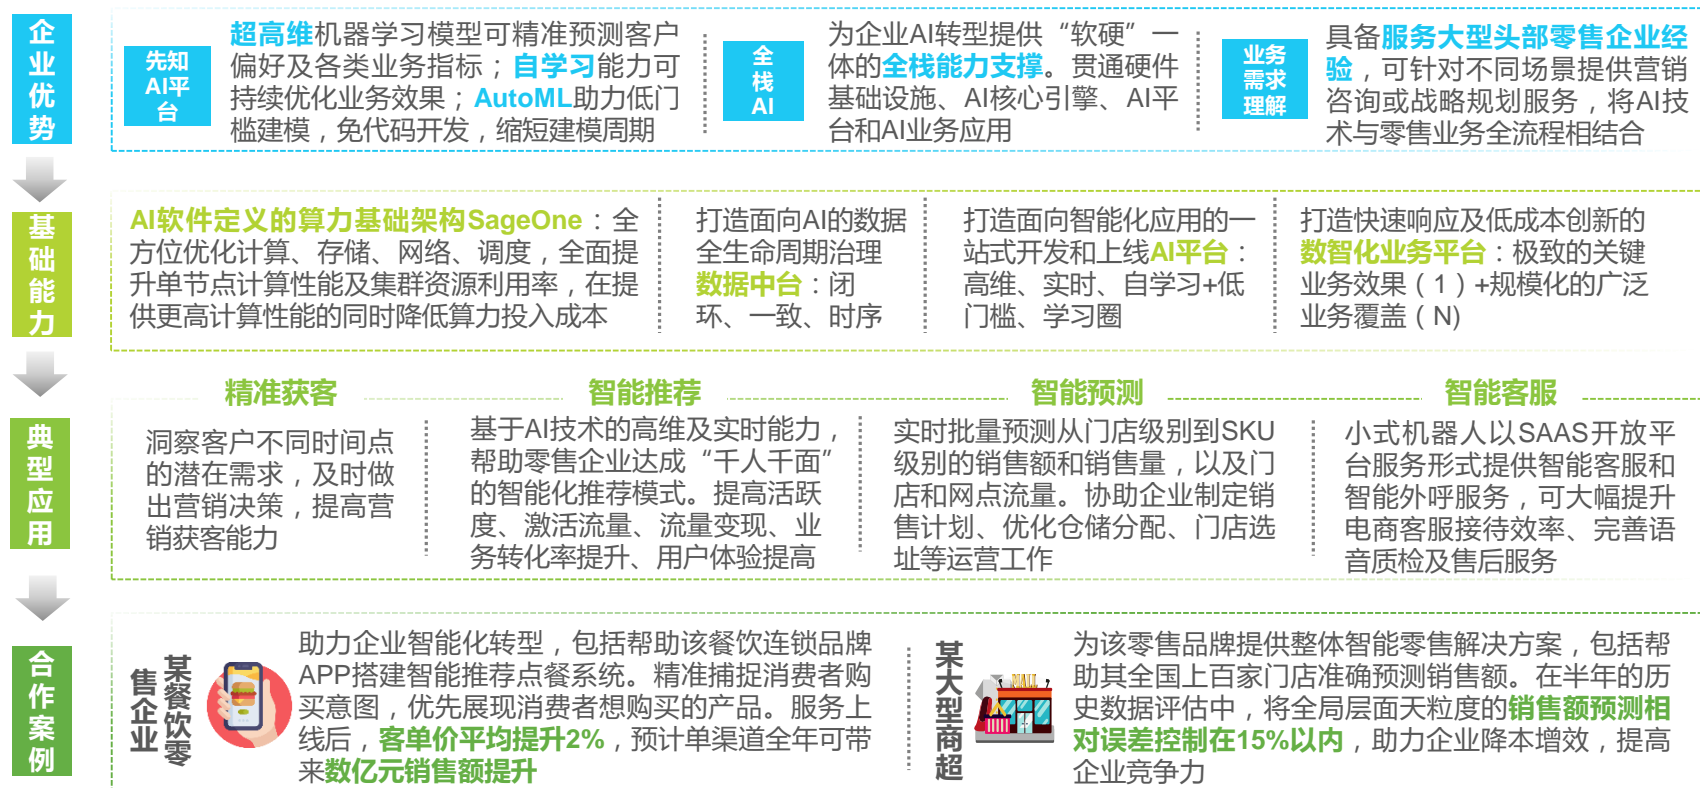 企业优势
先知
AI平
台
超高维机器学习模型可精准预测客户
偏好及各类业务指标；自学习能力可
持续优化业务效果；AutoML助力低门
槛建模，免代码开发，缩短建模周期
全
栈
AI
为企业AI转型提供“软硬”一
体的全栈能力支撑。贯通硬件
基础设施、AI核心引擎、AI平
台和AI业务应用
业务
需求
理解
具备服务大型头部零售企业经
验，可针对不同场景提供营销
咨询或战略规划服务，将AI技
术与零售业务全流程相结合
基础能力
AI软件定义的算力基础架构SageOne：全
方位优化计算、存储、网络、调度，全面提
升单节点计算性能及集群资源利用率，在提
供更高计算性能的同时降低算力投入成本
打造面向AI的数据
全生命周期治理
数据中台：闭
环、一致、时序
打造面向智能化应用的一
站式开发和上线AI平台：
高维、实时、自学习+低
门槛、学习圈
打造快速响应及低成本创新的
数智化业务平台：极致的关键
业务效果（1）+规模化的广泛
业务覆盖（N)
典型应用
精准获客
洞察客户不同时间点
的潜在需求，及时做
出营销决策，提高营
销获客能力
智能推荐
基于AI技术的高维及实时能力，
帮助零售企业达成“千人千面”
的智能化推荐模式。提高活跃
度、激活流量、流量变现、业
务转化率提升、用户体验提高
智能预测
实时批量预测从门店级别到SKU
级别的销售额和销售量，以及门
店和网点流量。协助企业制定销
售计划、优化仓储分配、门店选
址等运营工作
智能客服
小式机器人以SAAS开放平
台服务形式提供智能客服和
智能外呼服务，可大幅提升
电商客服接待效率、完善语
音质检及售后服务
合作案例
某餐饮零
售企业
助力企业智能化转型，包括帮助该餐饮连锁品牌
APP搭建智能推荐点餐系统。精准捕捉消费者购
买意图，优先展现消费者想购买的产品。服务上
线后，客单价平均提升2%，预计单渠道全年可带
来数亿元销售额提升
某大型商超
MALL
为该零售品牌提供整体智能零售解决方案，包括帮
助其全国上百家门店准确预测销售额。在半年的历
史数据评估中，将全局层面天粒度的销售额预测相
对误差控制在15%以内，助力企业降本增效，提高
企业竞争力